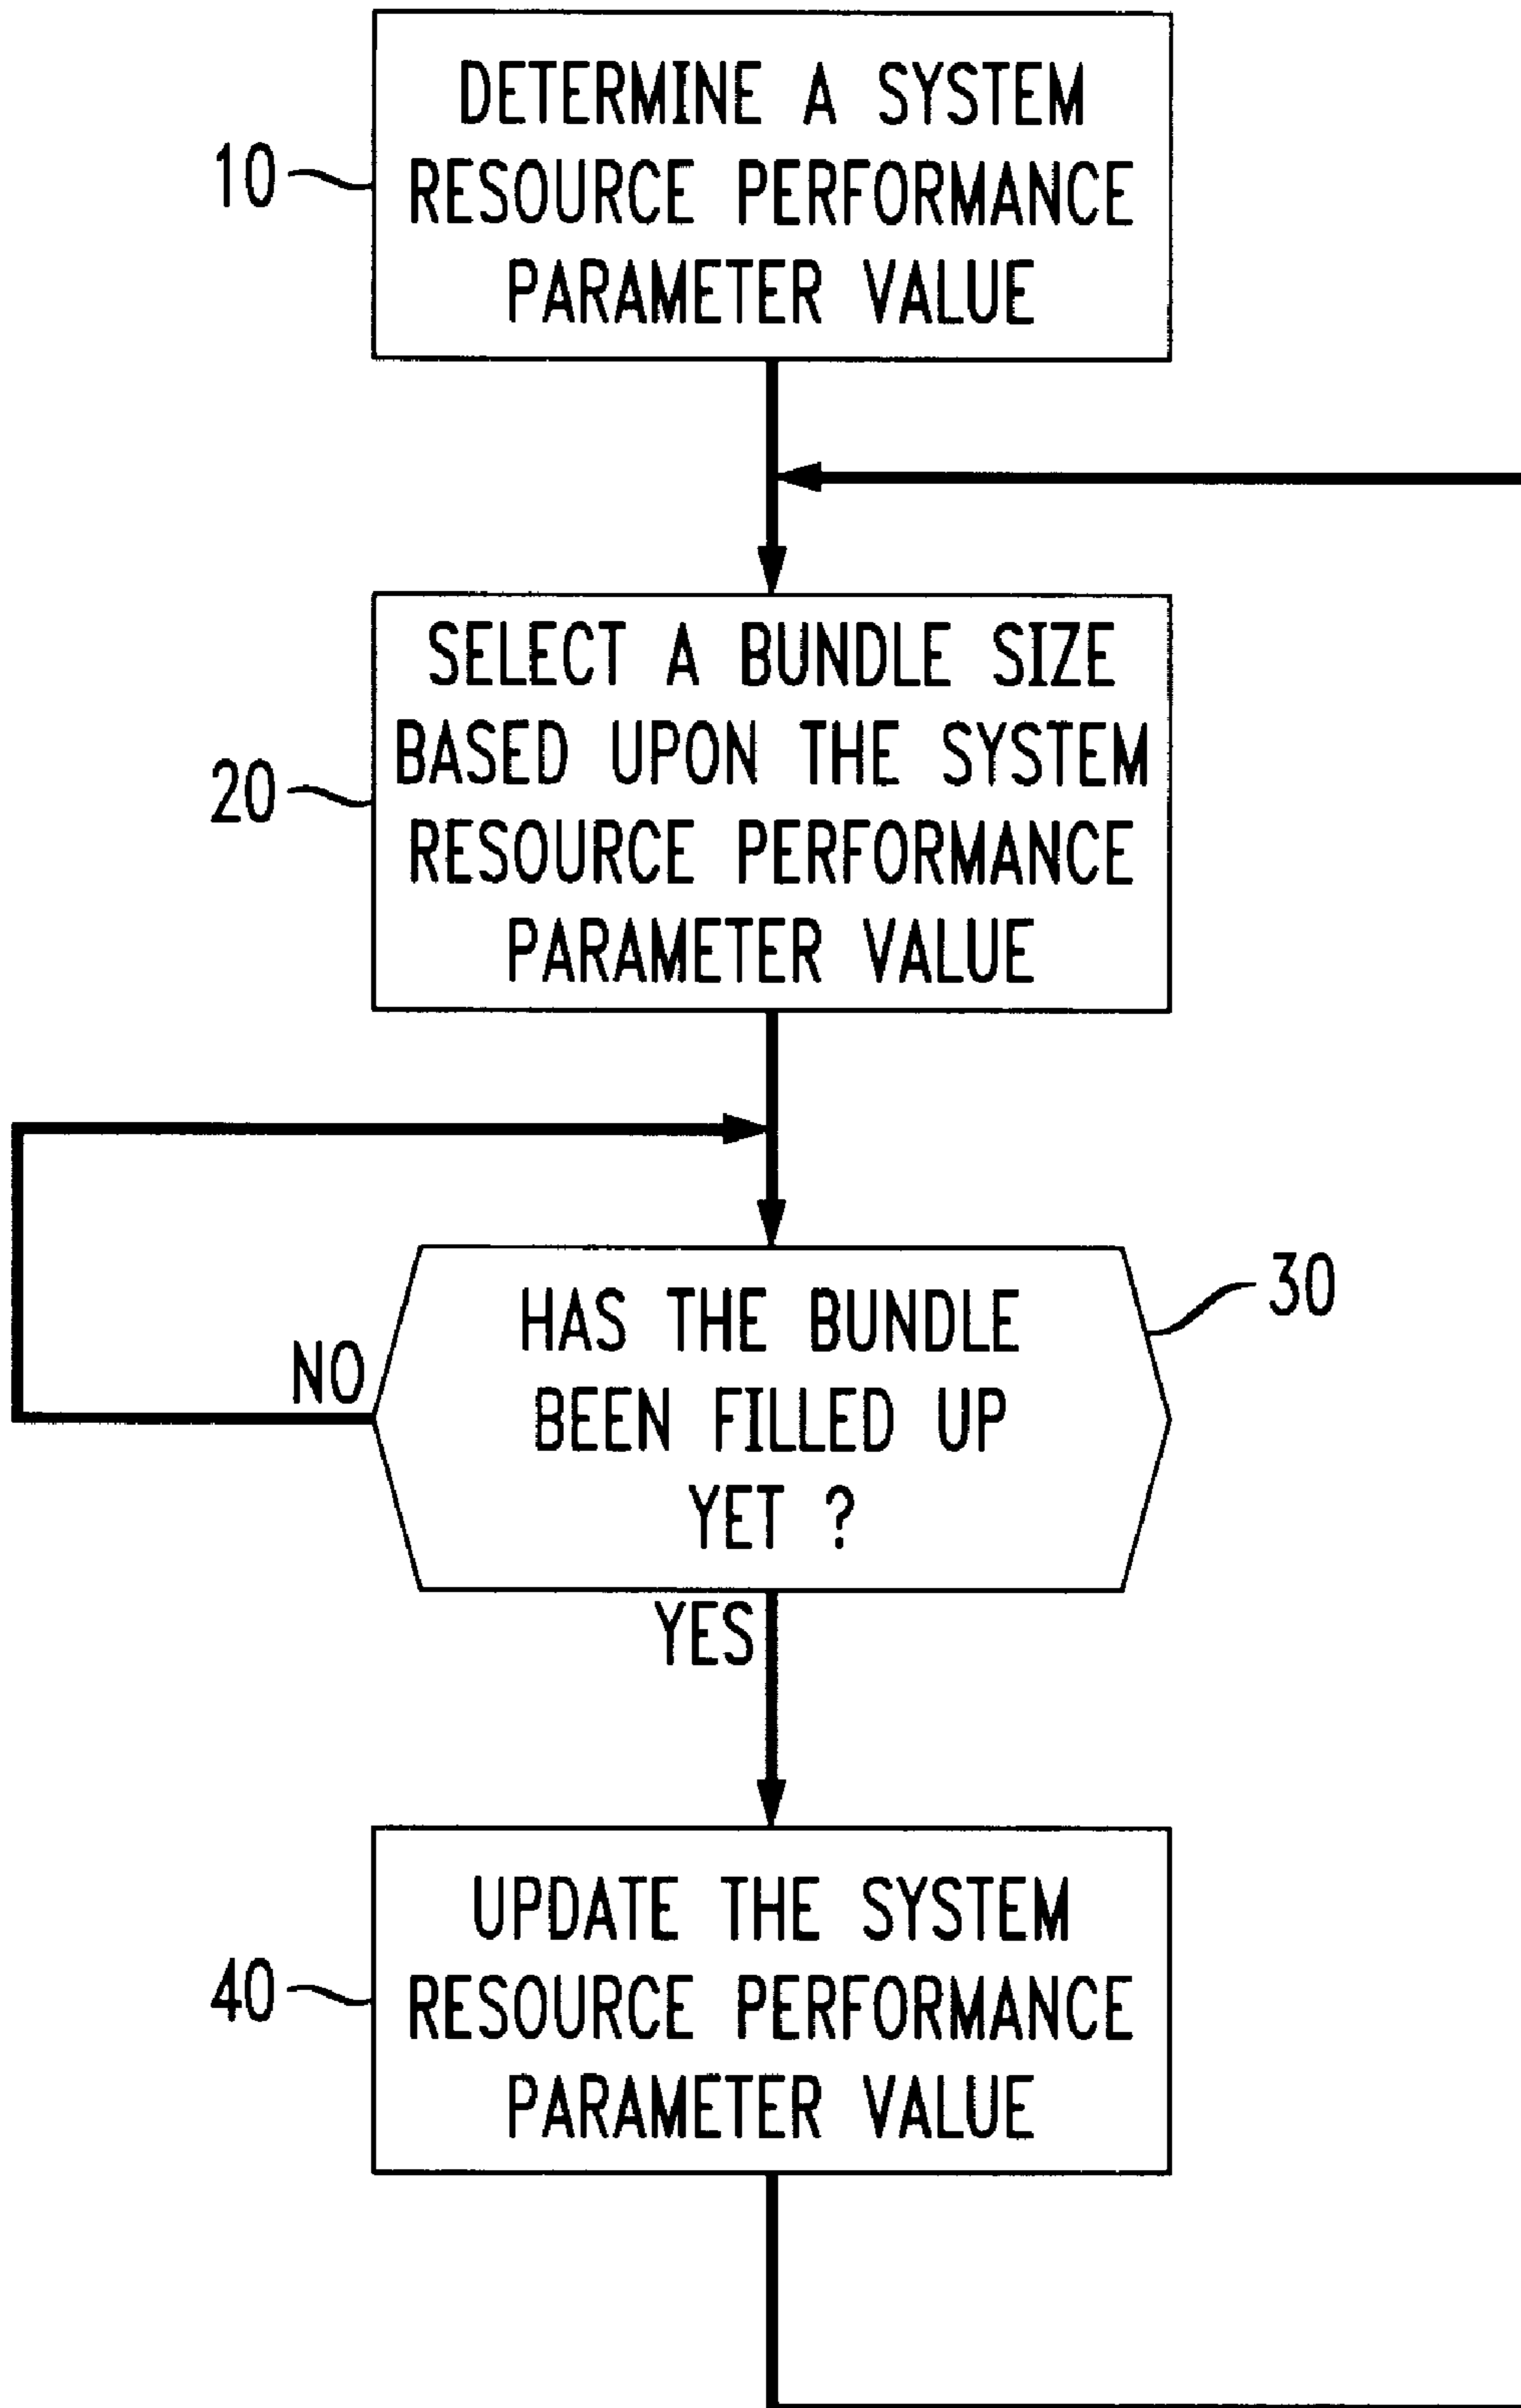 DETERMINE A SYSTEM
RESOURCE PERFORMANCE
PARAMETER VALUE
10
SELECT A BUNDLE SIZE
BASED UPON THE SYSTEM
RESOURCE PERFORMANCE
PARAMETER VALUE
20
HAS THE BUNDLE
BEEN FILLED UP
YET ?
30
NO
YES
UPDATE THE SYSTEM
RESOURCE PERFORMANCE
PARAMETER VALUE
40